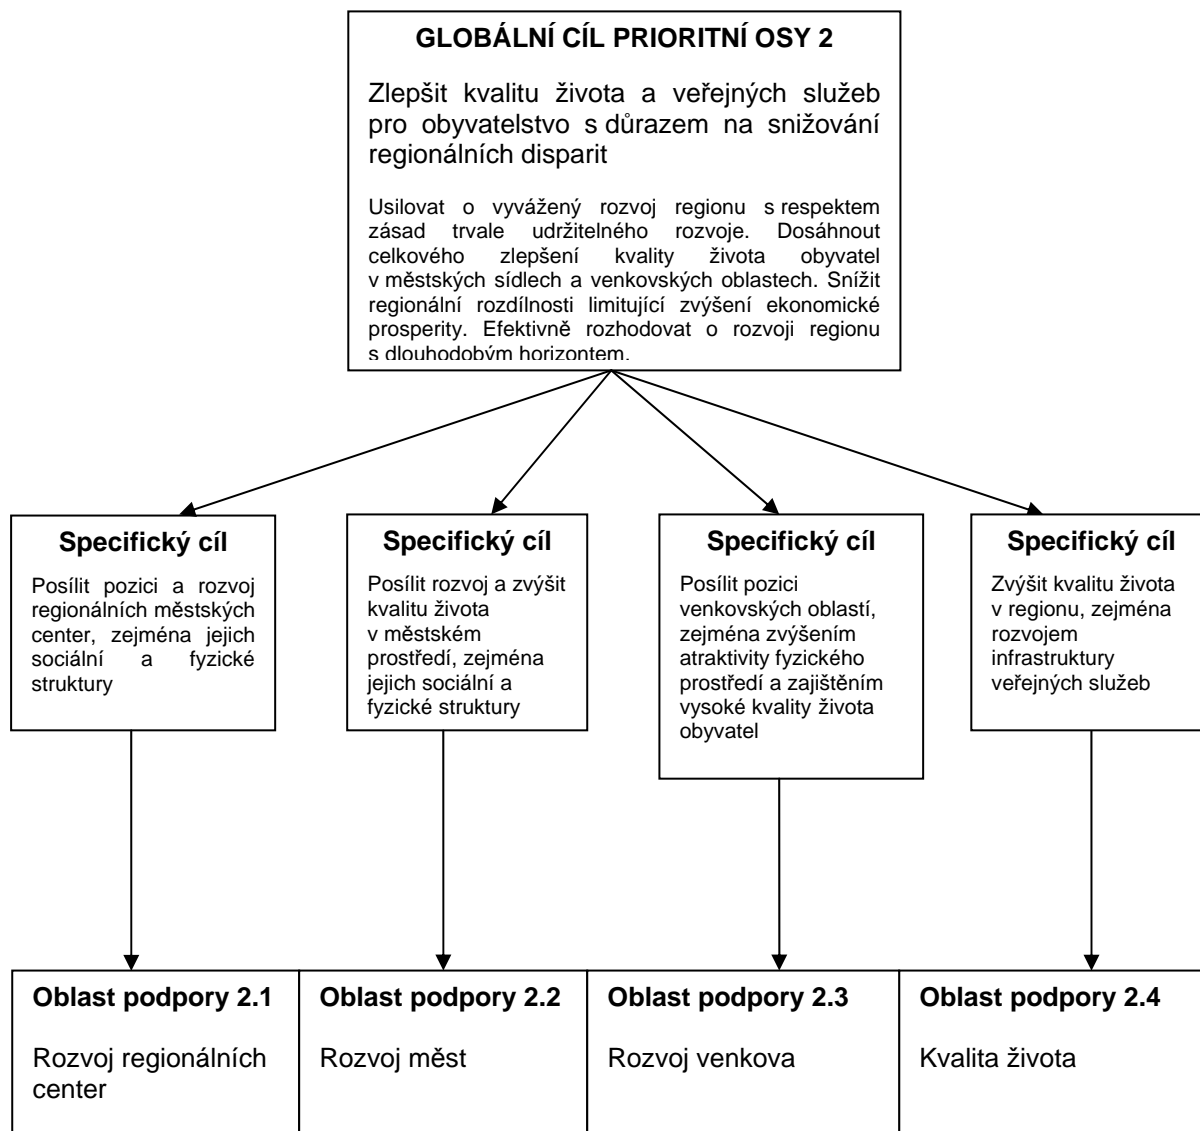 GLOBÁLNÍ CÍL PRIORITNÍ OSY 2
Zlepšit kvalitu života a veřejných služeb
pro obyvatelstvo s důrazem na snižování
regionálních disparit
Usilovat o vyvážený rozvoj regionu s respektem
zásad trvale udržitelného rozvoje. Dosáhnout
celkového zlepšení kvality života obyvatel
v městských sídlech a venkovských oblastech. Snížit
regionální rozdílnosti limitující zvýšení ekonomické
prosperity. Efektivně rozhodovat o rozvoji regionu
s dlouhodobým horizontem.
Specifický cíl
Posílit pozici a rozvoj
regionálních městských
center, zejména jejich
sociální a fyzické
struktury
Specifický cíl
Posílit rozvoj a zvýšit
kvalitu života
v městském
prostředí, zejména
jejich sociální a
fyzické struktury
Specifický cíl
Posílit pozici
venkovských oblastí,
zejména zvýšením
atraktivity fyzického
prostředí a zajištěním
vysoké kvality života
obyvatel
Specifický cíl
Zvýšit kvalitu života
v regionu, zejména
rozvojem
infrastruktury
veřejných služeb
Oblast podpory 2.1
Rozvoj regionálních
center
Oblast podpory 2.2
Rozvoj měst
Oblast podpory 2.3
Rozvoj venkova
Oblast podpory 2.4
Kvalita života